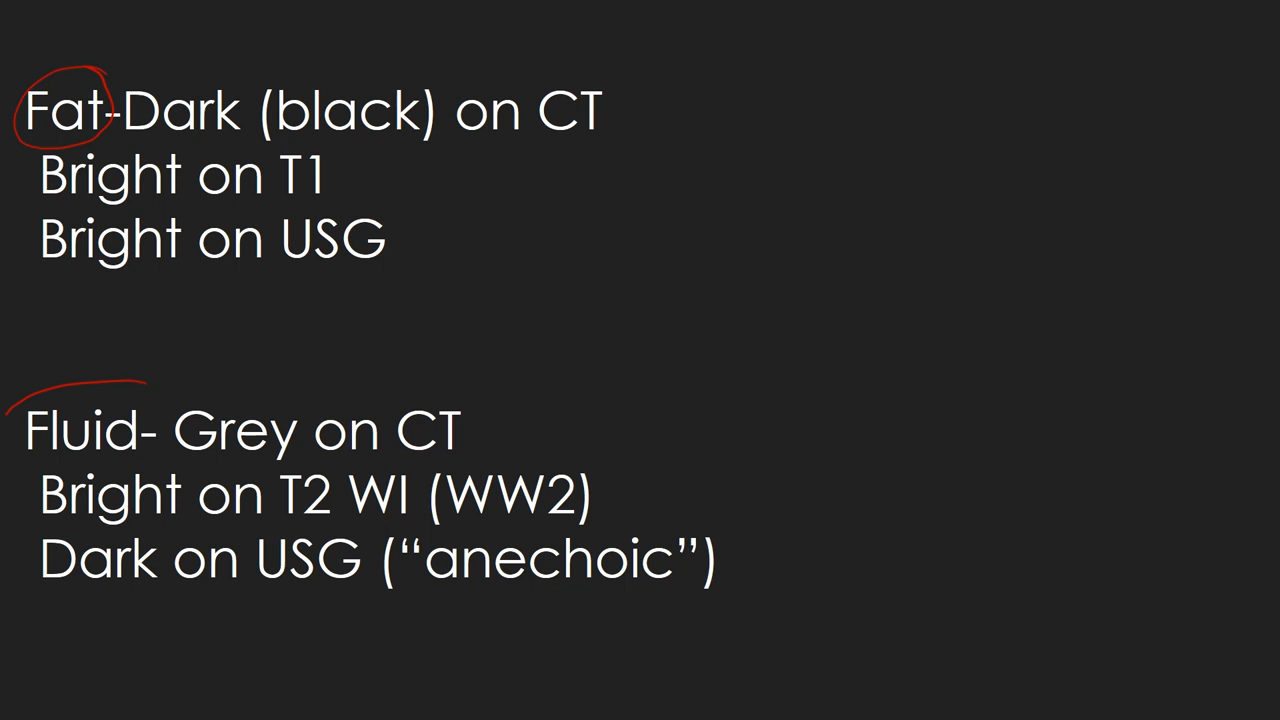 Fat-Dark (black) on CT
Bright on T1
Bright on USG
Fluid- Grey on CT
Bright on T2 WI (WW2)
Dark on USG (“anechoic”)